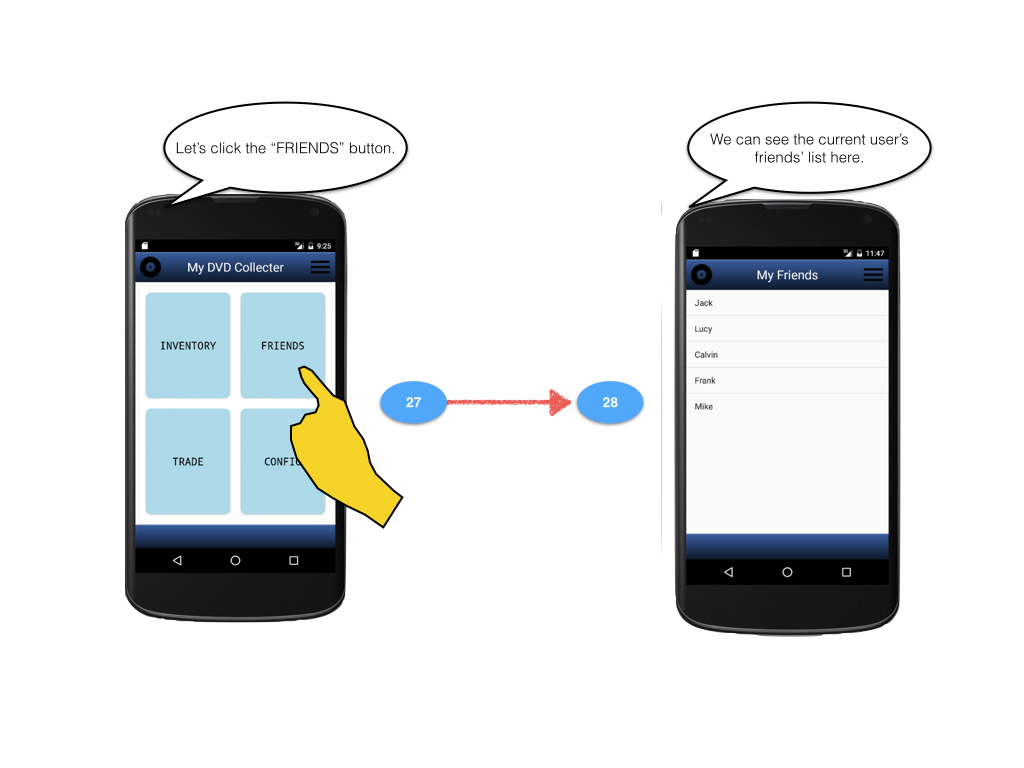 Let's click the “FRIENDS” button.
We can see the current user's
friends' list here.
9:25
My DVD Collecter
INVENTORY
FRIENDS
TRADE
27
28
11:47
My Friends
Jack
Lucy
Calvin
Frank
Mike